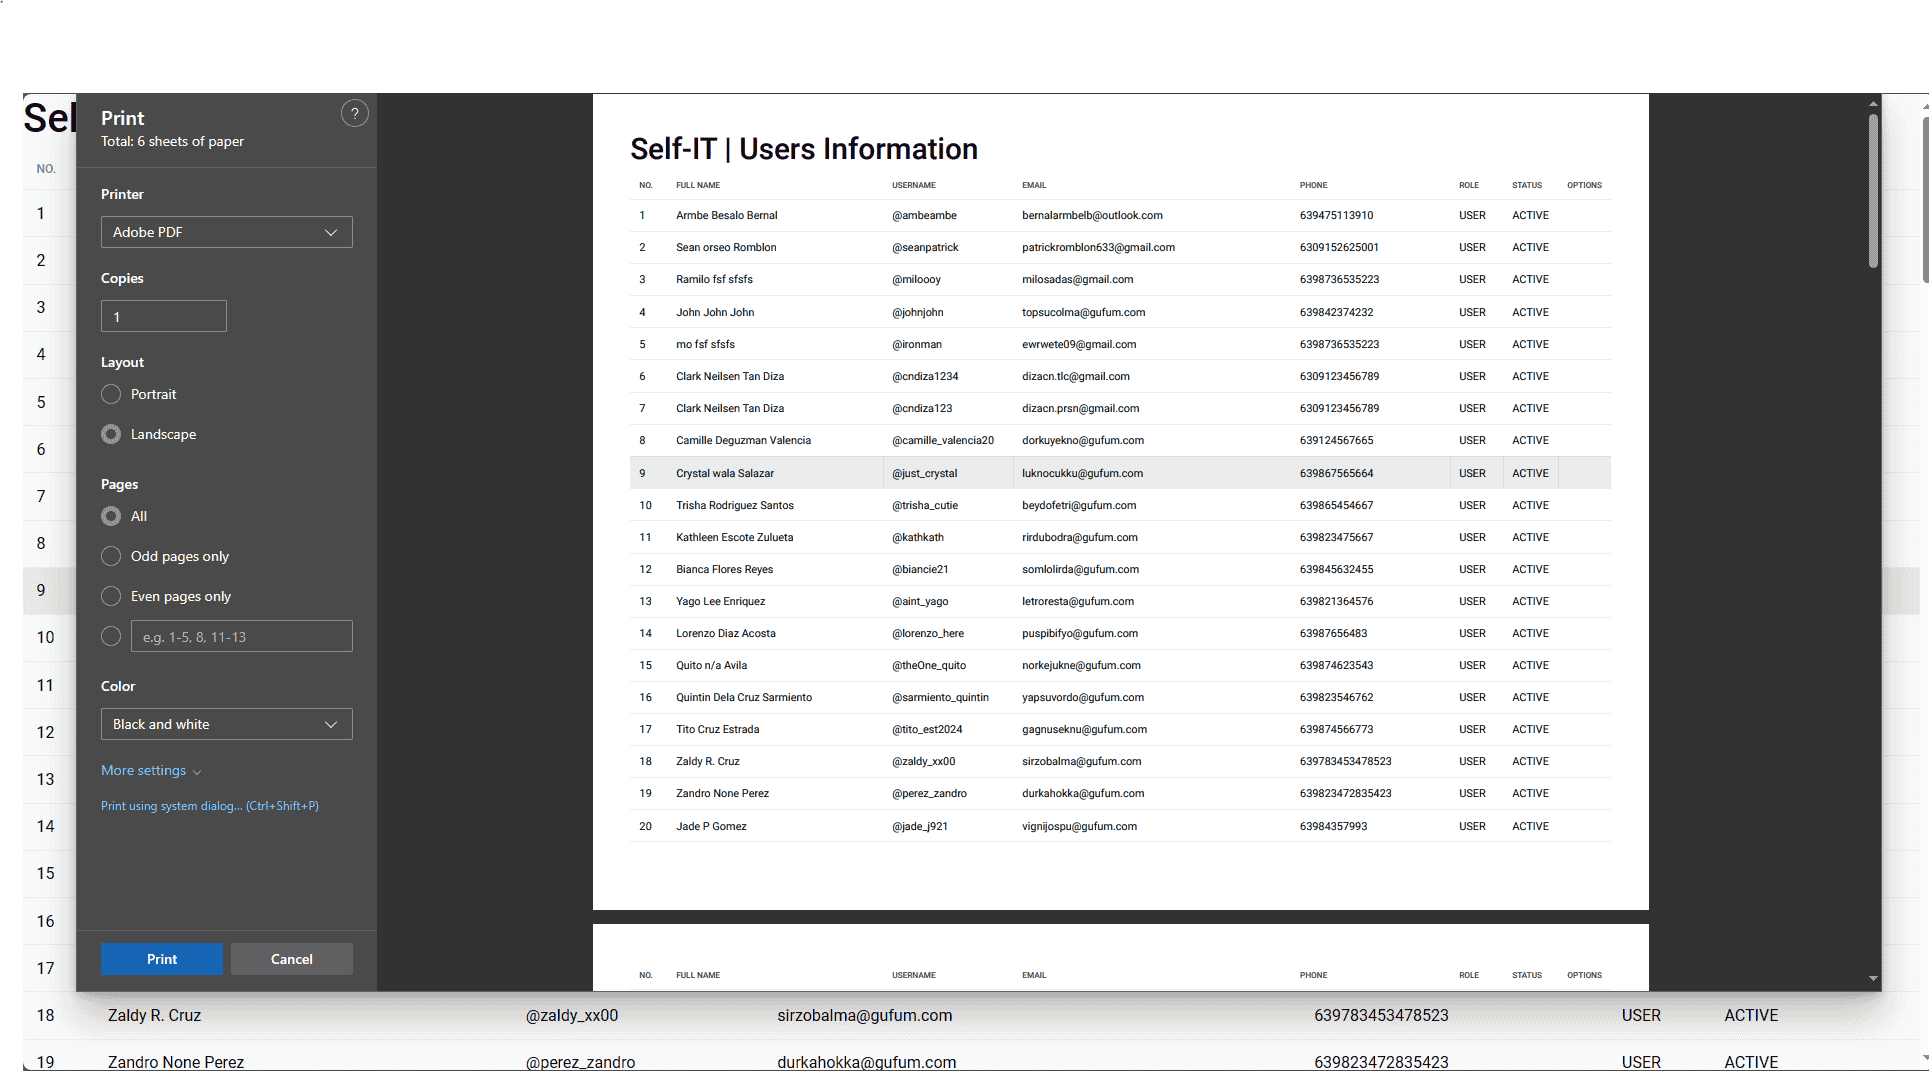 Sel
NO.
1
2
3
4
5
6
7
8
9
10
11
12
13
14
15
16
17
18 Zaldy R. Cruz @zaldy_xx00 sirzobalma@gufum.com 639783453478523 USER ACTIVE
19 Zandro None Perez @perez_zandro durkahokka@gufum.com 639823472835423 USER ACTIVE
Print
?
Total: 6 sheets of paper
Printer
Adobe PDF
Copies
1
Layout
Portrait
Landscape
Pages
All
Odd pages only
Even pages only
e.g. 1-5, 8, 11-13
Color
Black and white
More settings
Print using system dialog... (Ctrl+Shift+P)
Print Cancel
Self-IT | Users Information
NO. FULL NAME USERNAME EMAIL PHONE ROLE STATUS OPTIONS
1 Armbe Besalo Bernal @ambeambe bernalarmbelb@outlook.com 639475113910 USER ACTIVE
2 Sean orseo Romblon @seanpatrick patrickromblon633@gmail.com 6309152625001 USER ACTIVE
3 Ramilo fsf sfsfs @miloooy milosadas@gmail.com 6398736535223 USER ACTIVE
4 John John John @johnjohn topsucolma@gufum.com 639842374232 USER ACTIVE
5 mo fsf sfsfs @ironman ewrwete09@gmail.com 6398736535223 USER ACTIVE
6 Clark Neilsen Tan Diza @cndiza1234 dizacn.tlc@gmail.com 6309123456789 USER ACTIVE
7 Clark Neilsen Tan Diza @cndiza123 dizacn.prsn@gmail.com 6309123456789 USER ACTIVE
8 Camille Deguzman Valencia @camille_valencia20 dorkuyekno@gufum.com 639124567665 USER ACTIVE
9 Crystal wala Salazar @just_crystal luknocukku@gufum.com 639867565664 USER ACTIVE
10 Trisha Rodriguez Santos @trisha_cutie beydofetri@gufum.com 639865454667 USER ACTIVE
11 Kathleen Escote Zulueta @kathkath rirdubodra@gufum.com 639823475667 USER ACTIVE
12 Bianca Flores Reyes @biancie21 somlolirda@gufum.com 639845632455 USER ACTIVE
13 Yago Lee Enriquez @aint_yago letroresta@gufum.com 639821364576 USER ACTIVE
14 Lorenzo Diaz Acosta @lorenzo_here puspibifyo@gufum.com 63987656483 USER ACTIVE
15 Quito n/a Avila @theOne_quito norkejukne@gufum.com 639874623543 USER ACTIVE
16 Quintin Dela Cruz Sarmiento @sarmiento_quintin yapsuvordo@gufum.com 639823546762 USER ACTIVE
17 Tito Cruz Estrada @tito_est2024 gagnuseknu@gufum.com 639874566773 USER ACTIVE
18 Zaldy R. Cruz @zaldy_xx00 sirzobalma@gufum.com 639783453478523 USER ACTIVE
19 Zandro None Perez @perez_zandro durkahokka@gufum.com 639823472835423 USER ACTIVE
20 Jade P Gomez @jade_j921 vignijospu@gufum.com 63984357993 USER ACTIVE
NO. FULL NAME USERNAME EMAIL PHONE ROLE STATUS OPTIONS